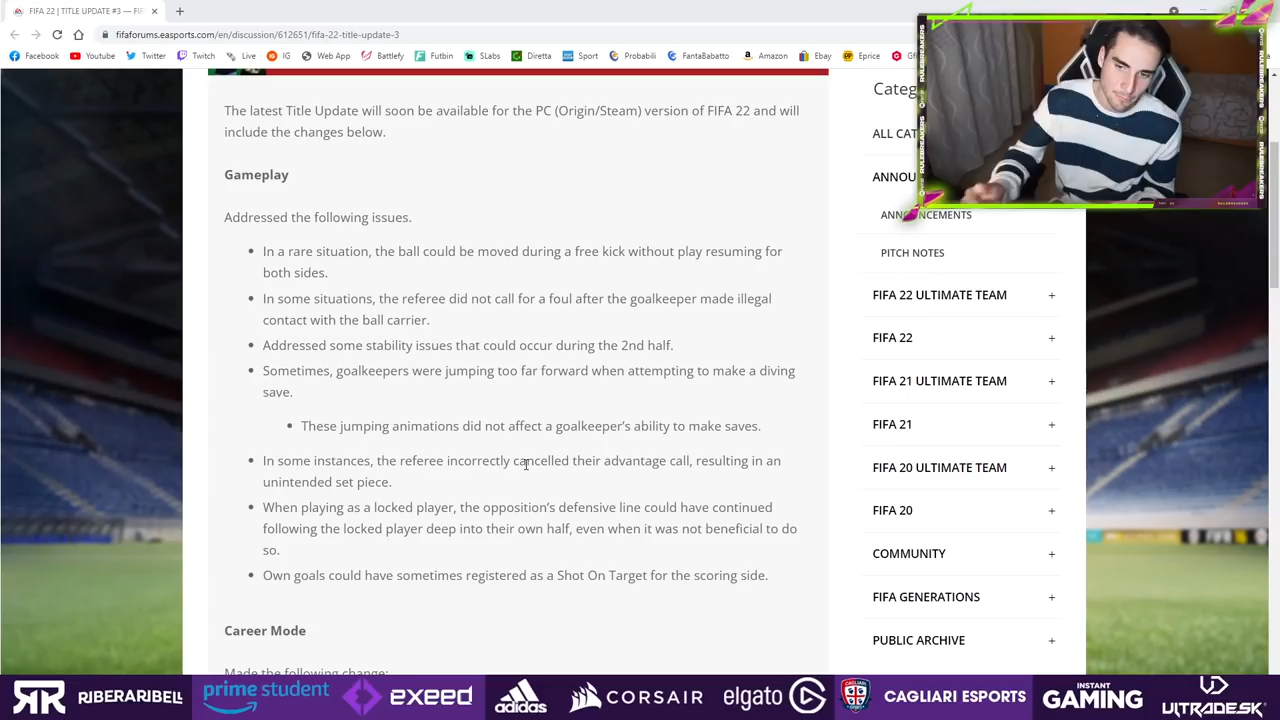 FIFA 22 | TITLE UPDATE #3 — FIF
fifaforums.easports.com/en/discussion/612651/fifa-22-title-update-3
Facebook Youtube Twitter Live IG Web App Battlefy Futbin SLabs Diretta Sport Probabili FantaBabatto Amazon Ebay Eprice
The latest Title Update will soon be available for the PC (Origin/Steam) version of FIFA 22 and will
include the changes below.
Gameplay
Addressed the following issues.
In a rare situation, the ball could be moved during a free kick without play resuming for
both sides.
In some situations, the referee did not call for a foul after the goalkeeper made illegal
contact with the ball carrier.
Addressed some stability issues that could occur during the 2nd half.
Sometimes, goalkeepers were jumping too far forward when attempting to make a diving
save.
These jumping animations did not affect a goalkeeper's ability to make saves.
In some instances, the referee incorrectly cancelled their advantage call, resulting in an
unintended set piece.
When playing as a locked player, the opposition's defensive line could have continued
following the locked player deep into their own half, even when it was not beneficial to do
so.
Own goals could have sometimes registered as a Shot On Target for the scoring side.
Career Mode
Made the following change:
Categ
ALL CAT
ANNOU
ANNOUNCEMENTS
PITCH NOTES
FIFA 22 ULTIMATE TEAM +
FIFA 22 +
FIFA 21 ULTIMATE TEAM +
FIFA 21 +
FIFA 20 ULTIMATE TEAM +
FIFA 20 +
COMMUNITY +
FIFA GENERATIONS +
PUBLIC ARCHIVE +
RULEBREAKERS
RULEBREAKERS
RR RIBERARIBELL prime student exeed adidas CORSAIR elgato CAGLIARI ESPORTS INSTANT GAMING ULTRADESK